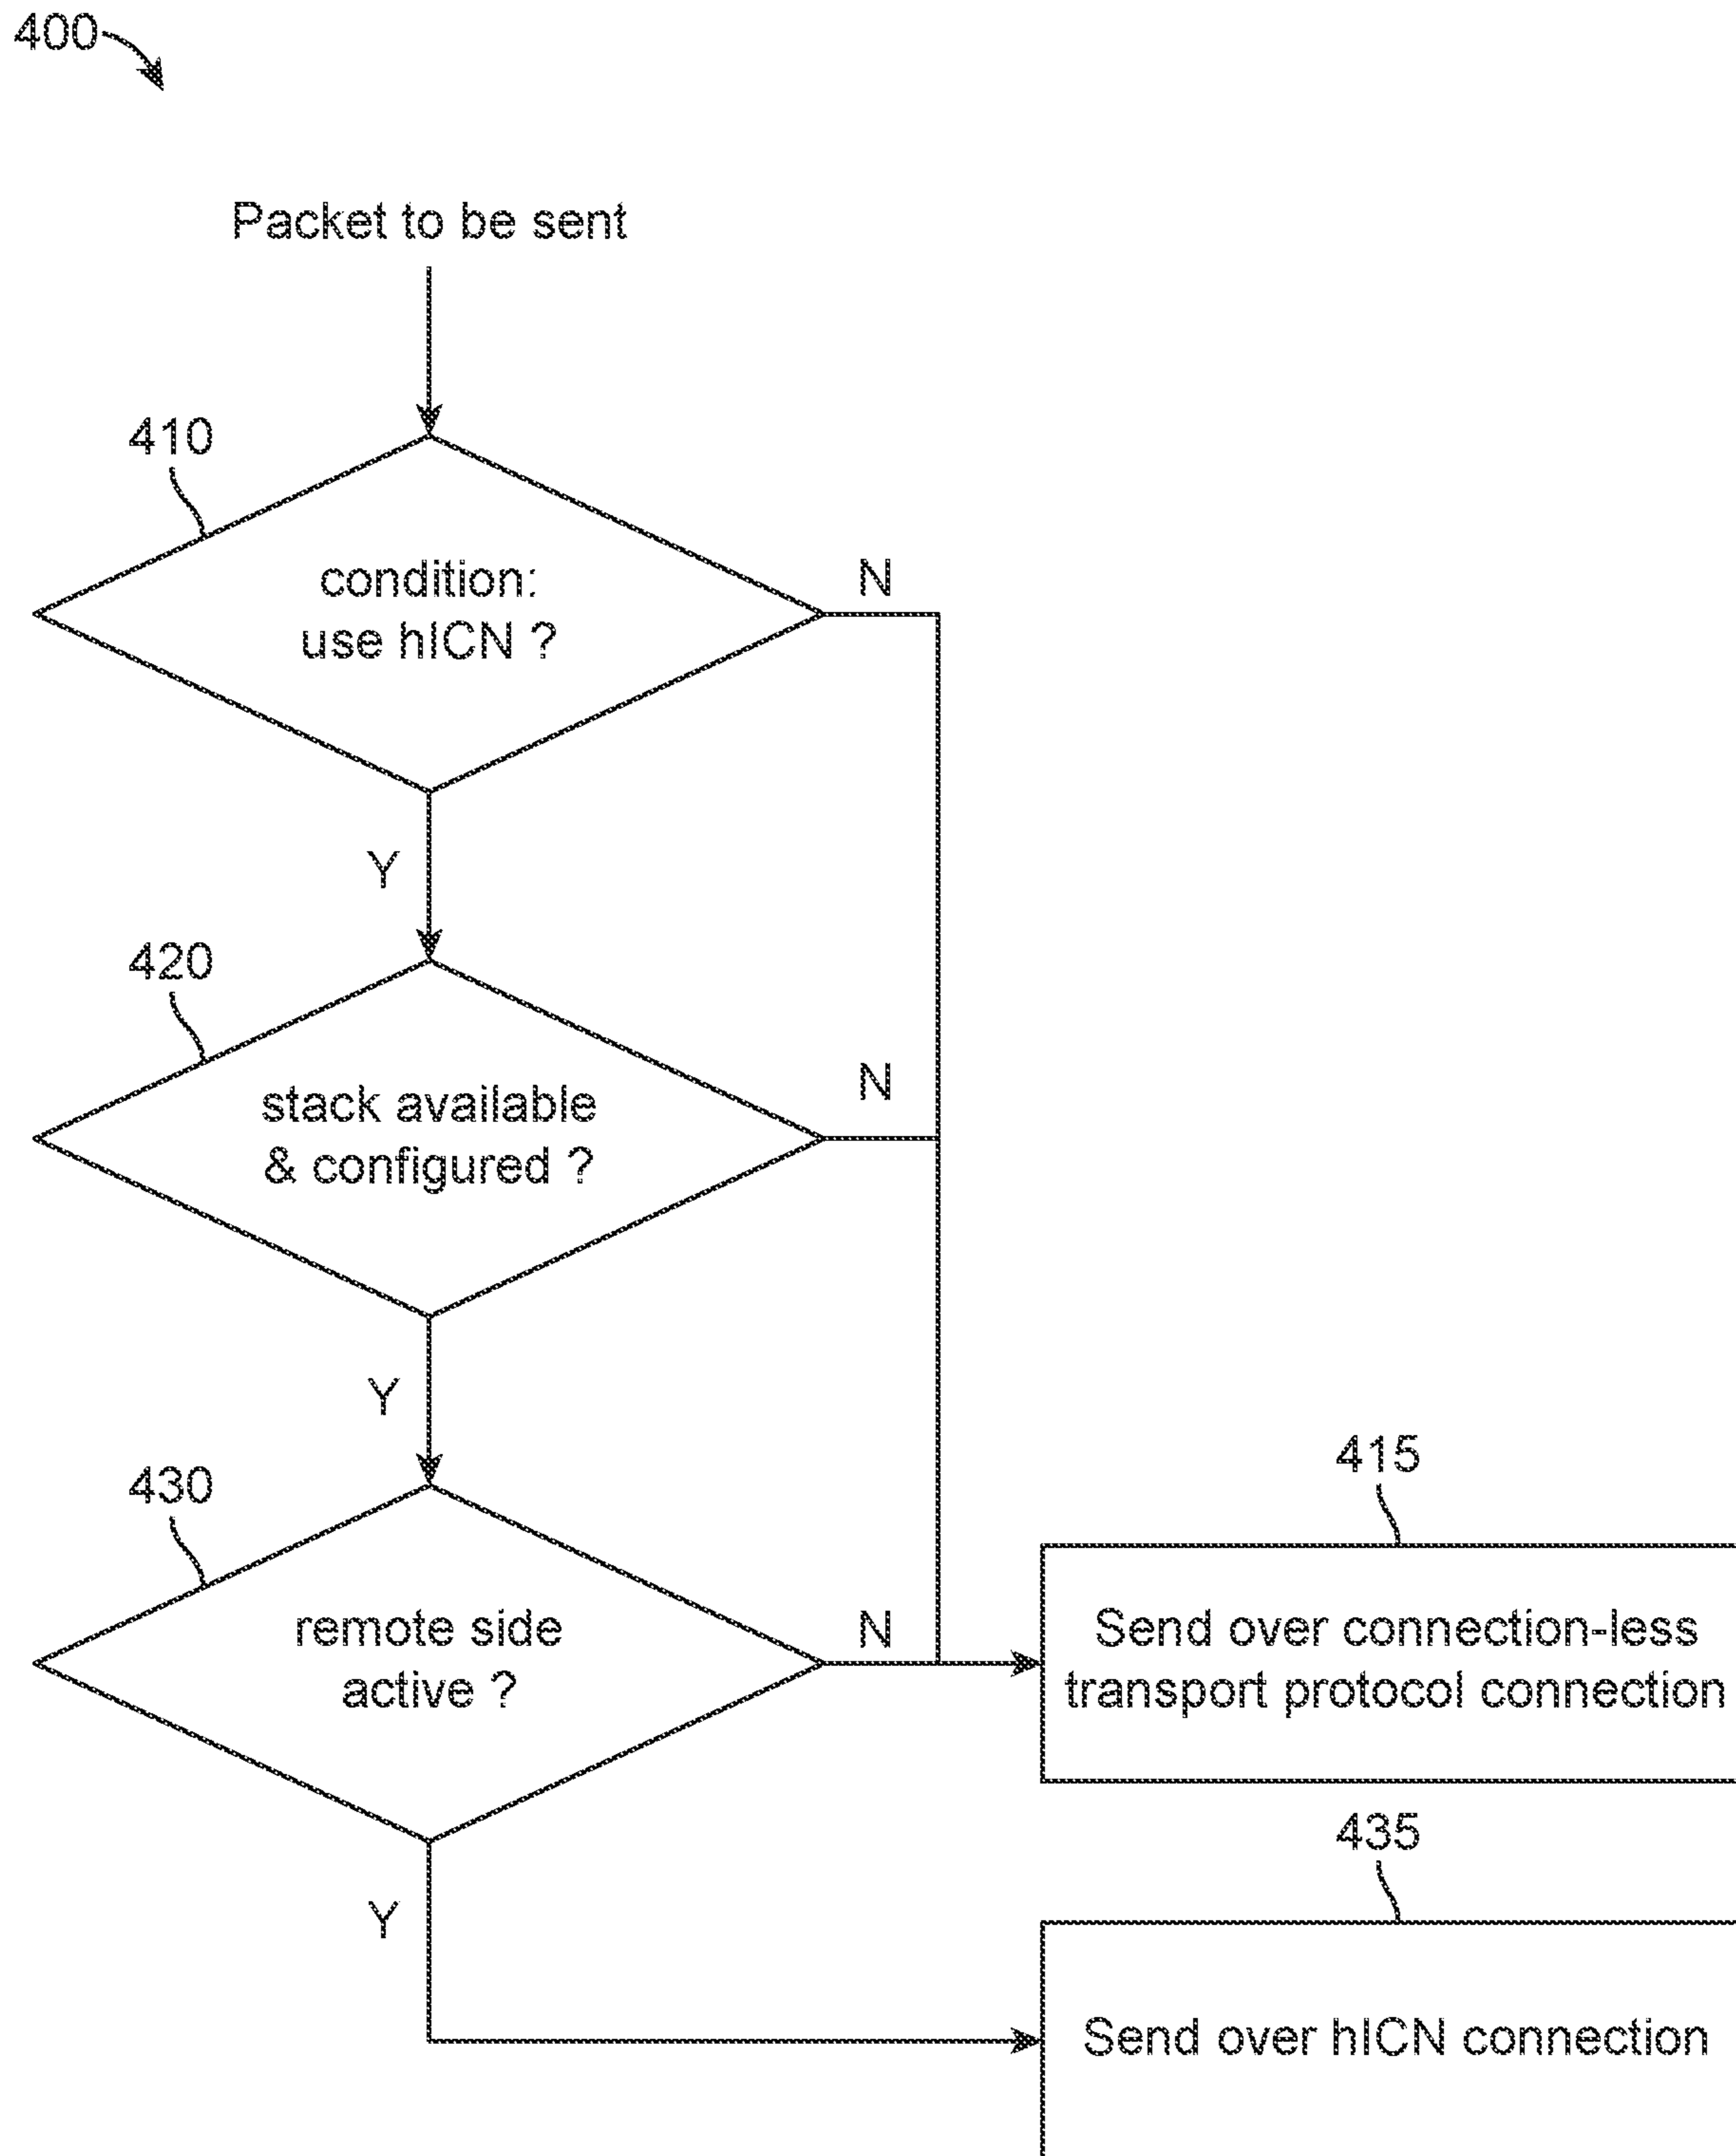 400
Packet to be sent
410
condition:
use hICN ?
N
Y
420
stack available
& configured ?
N
Y
430
remote side
active ?
N
415
Send over connection-less
transport protocol connection
Y
435
Send over hICN connection